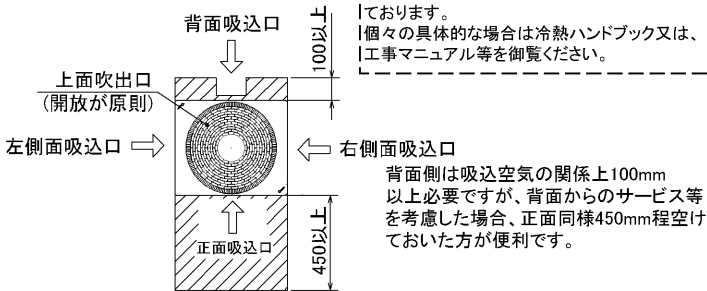 背面吸込口
100以上
ております。
個々の具体的な場合は冷熱ハンドブック又は、
工事マニュアル等を御覧ください。
上面吹出口
(開放が原則)
左側面吸込口
右側面吸込口
背面側は吸込空気の関係上100mm
以上必要ですが、背面からのサービス等
を考慮した場合、正面同様450mm程空け
ておいた方が便利です。
正面吸込口
450以上